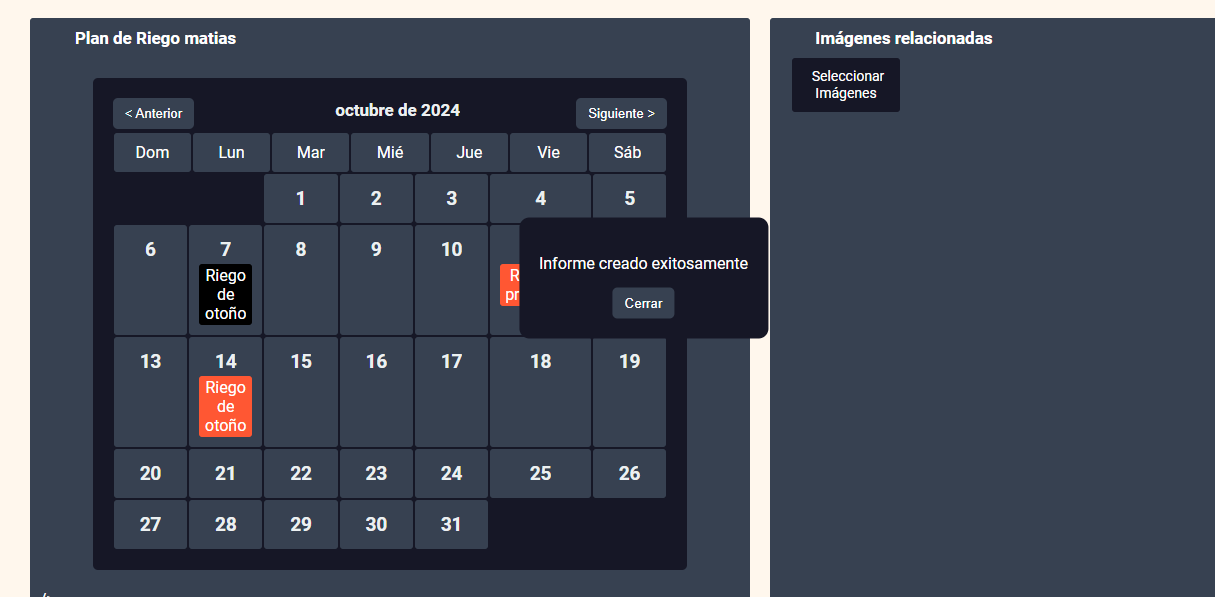 Plan de Riego matias
Imágenes relacionadas
Seleccionar
Imágenes
< Anterior
octubre de 2024
Siguiente >
Dom Lun Mar Mié Jue Vie Sáb
1 2 3 4 5
6 7 8 9 10
Riego
de
otoño
Informe creado exitosamente
Cerrar
13 14 15 16 17 18 19
Riego
de
otoño
20 21 22 23 24 25 26
27 28 29 30 31